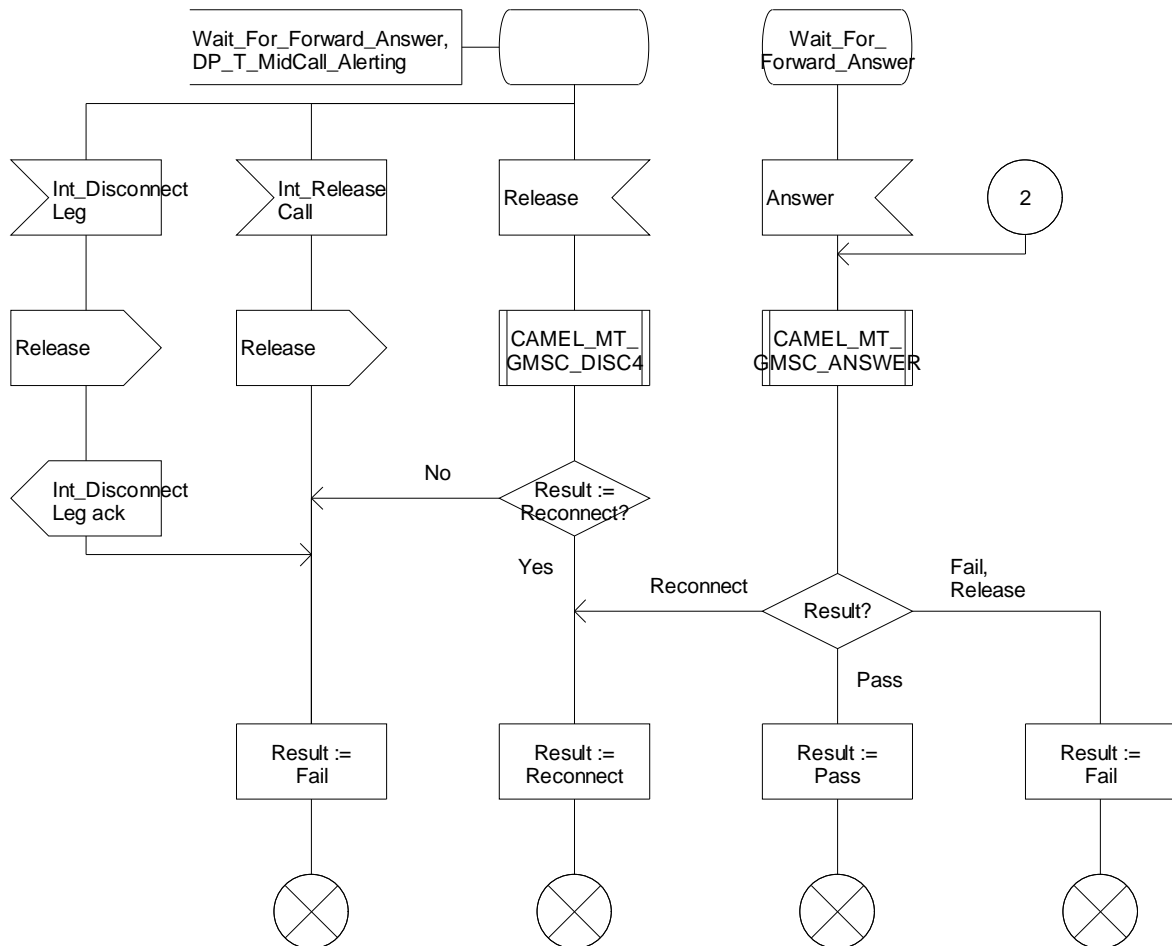 Wait_For_Forward_Answer,
DP_T_MidCall_Alerting
Wait_For_
Forward_Answer
Int_Disconnect
Leg
Int_Release
Call
Release
Answer
2
Release
Release
CAMEL_MT_
GMSC_DISC4
CAMEL_MT_
GMSC_ANSWER
Int_Disconnect
Leg ack
No
Result :=
Reconnect?
Yes
Reconnect
Result?
Fail,
Release
Pass
Result :=
Fail
Result :=
Reconnect
Result :=
Pass
Result :=
Fail